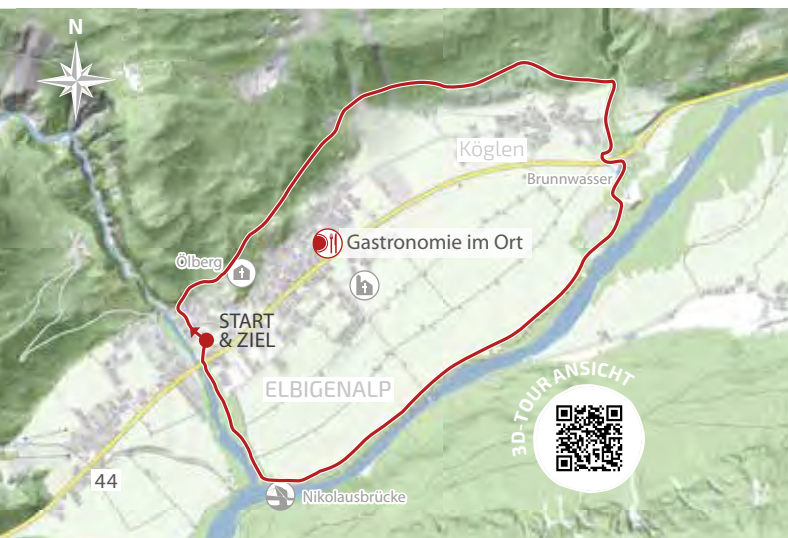 N
Köglen
Brunnwasser
Gastronomie im Ort
Ölberg
START
& ZIEL
ELBIGENALP
3D-TOUR ANSICHT
44
Nikolausbrücke